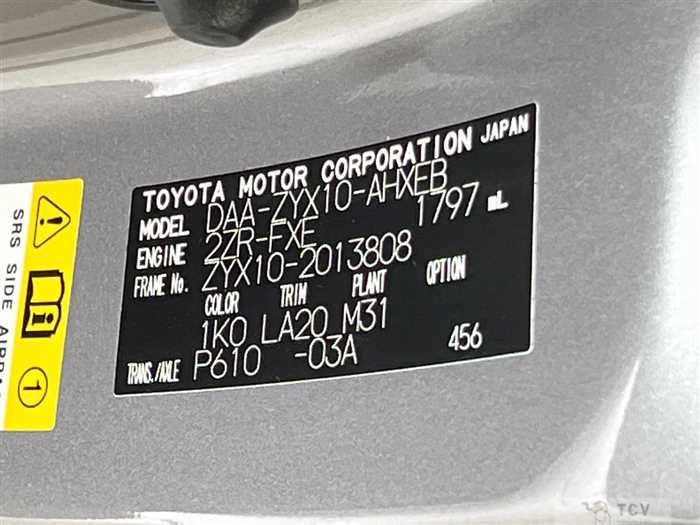 TOYOTA MOTOR CORPORATION JAPAN
MODEL DAA-ZYX10-AHXEB
ENGINE 2ZR-FXE 1797 mL
FRAME No. ZYX10-2013808
COLOR TRIM PLANT OPTION
1K0 LA20 M31
TRANS./AXLE P610 -03A 456
SRS SIDE
1
TCV